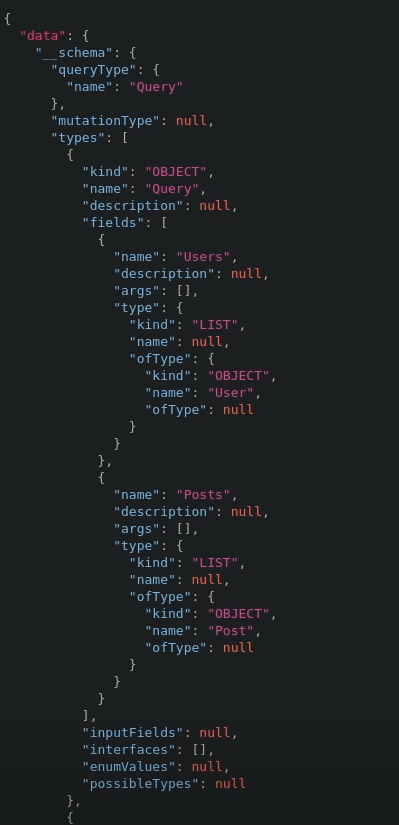 {
  "data": {
    "__schema": {
      "queryType": {
        "name": "Query"
      },
      "mutationType": null,
      "types": [
        {
          "kind": "OBJECT",
          "name": "Query",
          "description": null,
          "fields": [
            {
              "name": "Users",
              "description": null,
              "args": [],
              "type": {
                "kind": "LIST",
                "name": null,
                "ofType": {
                  "kind": "OBJECT",
                  "name": "User",
                  "ofType": null
                }
              }
            },
            {
              "name": "Posts",
              "description": null,
              "args": [],
              "type": {
                "kind": "LIST",
                "name": null,
                "ofType": {
                  "kind": "OBJECT",
                  "name": "Post",
                  "ofType": null
                }
              }
            }
          ],
          "inputFields": null,
          "interfaces": [],
          "enumValues": null,
          "possibleTypes": null
        },
        {